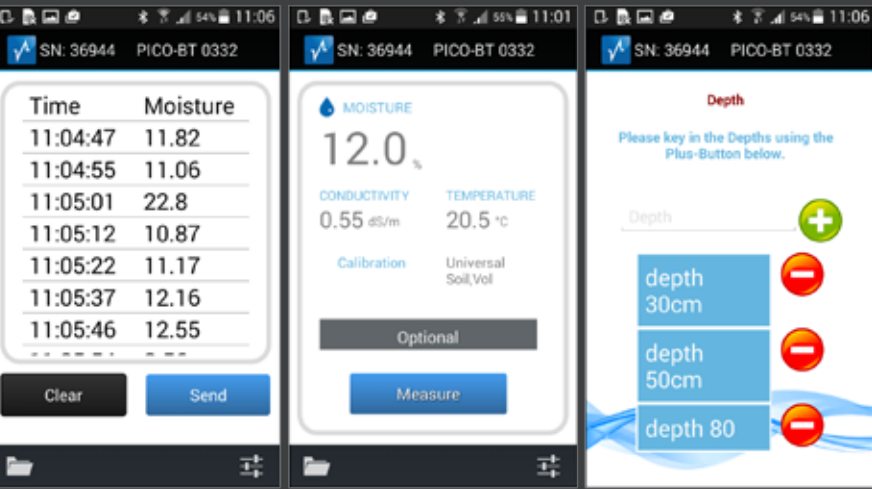 54% 11:06
SN: 36944 PICO-BT 0332
Time Moisture
11:04:47 11.82
11:04:55 11.06
11:05:01 22.8
11:05:12 10.87
11:05:22 11.17
11:05:37 12.16
11:05:46 12.55
Clear Send
55% 11:01
SN: 36944 PICO-BT 0332
MOISTURE
12.0 %
CONDUCTIVITY TEMPERATURE
0.55 dS/m 20.5 °C
Calibration Universal
Soil,Vol
Optional
Measure
54% 11:06
SN: 36944 PICO-BT 0332
Depth
Please key in the Depths using the
Plus-Button below.
Depth
depth
30cm
depth
50cm
depth 80